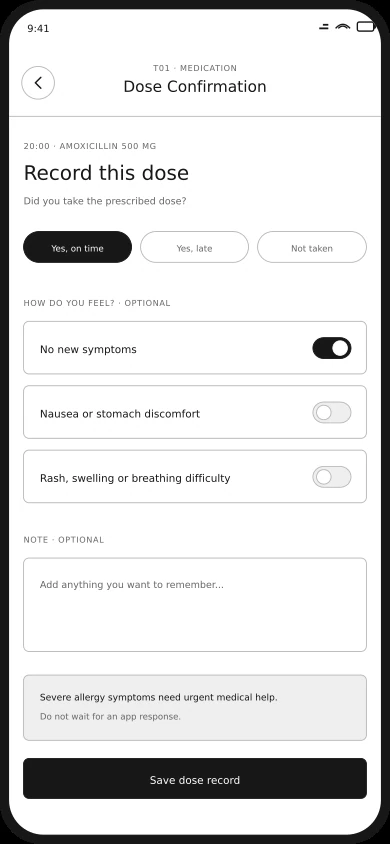 9:41
T01 · MEDICATION
Dose Confirmation
20:00 · AMOXICILLIN 500 MG
Record this dose
Did you take the prescribed dose?
Yes, on time
Yes, late
Not taken
HOW DO YOU FEEL? · OPTIONAL
No new symptoms
Nausea or stomach discomfort
Rash, swelling or breathing difficulty
NOTE · OPTIONAL
Add anything you want to remember...
Severe allergy symptoms need urgent medical help.
Do not wait for an app response.
Save dose record